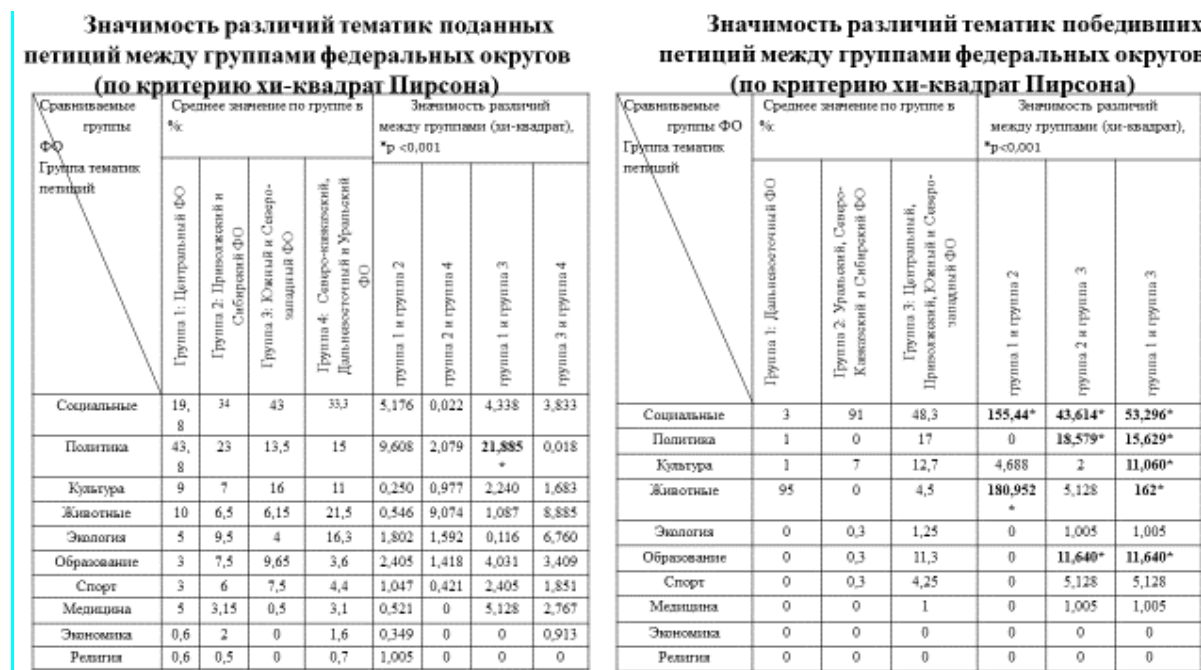 Значимость различий тематик поданных
петиций между группами федеральных округов
(по критерию хи-квадрат Пирсона)
Сравниваемые группы ФО
Группа тематик петиций
Среднее значение по группе в %:
Значимость различий между группами (хи-квадрат), *p <0,001
Группа 1: Центральный ФО
Группа 2: Приволжский и Сибирский ФО
Группа 3: Южный и Северо-западный ФО
Группа 4: Северо-кавказский, Дальневосточный и Уральский ФО
группа 1 и группа 2
группа 2 и группа 4
группа 1 и группа 3
группа 3 и группа 4
Социальные 19,8 34 43 33,3 5,176 0,022 4,338 3,833
Политика 43,8 23 13,5 15 9,608 2,079 21,885* 0,018
Культура 9 7 16 11 0,250 0,977 2,240 1,683
Животные 10 6,5 6,15 21,5 0,546 9,074 1,087 8,885
Экология 5 9,5 4 16,3 1,802 1,592 0,116 6,760
Образование 3 7,5 9,65 3,6 2,405 1,418 4,031 3,409
Спорт 3 6 7,5 4,4 1,047 0,421 2,405 1,851
Медицина 5 3,15 0,5 3,1 0,521 0 5,128 2,767
Экономика 0,6 2 0 1,6 0,349 0 0 0,913
Религия 0,6 0,5 0 0,7 1,005 0 0 0
Значимость различий тематик победивших
петиций между группами федеральных округов
(по критерию хи-квадрат Пирсона)
Сравниваемые группы ФО
Группа тематик петиций
Среднее значение по группе в %:
Значимость различий между группами (хи-квадрат), *p<0,001
Группа 1: Дальневосточный ФО
Группа 2: Уральский, Северо-Кавказский и Сибирский ФО
Группа 3: Центральный, Приволжский, Южный и Северо-западный ФО
группа 1 и группа 2
группа 2 и группа 3
группа 1 и группа 3
Социальные 3 91 48,3 155,44* 43,614* 53,296*
Политика 1 0 17 0 18,579* 15,629*
Культура 1 7 12,7 4,688 2 11,060*
Животные 95 0 4,5 180,952* 5,128 162*
Экология 0 0,3 1,25 0 1,005 1,005
Образование 0 0,3 11,3 0 11,640* 11,640*
Спорт 0 0,3 4,25 0 5,128 5,128
Медицина 0 0 1 0 1,005 1,005
Экономика 0 0 0 0 0 0
Религия 0 0 0 0 0 0